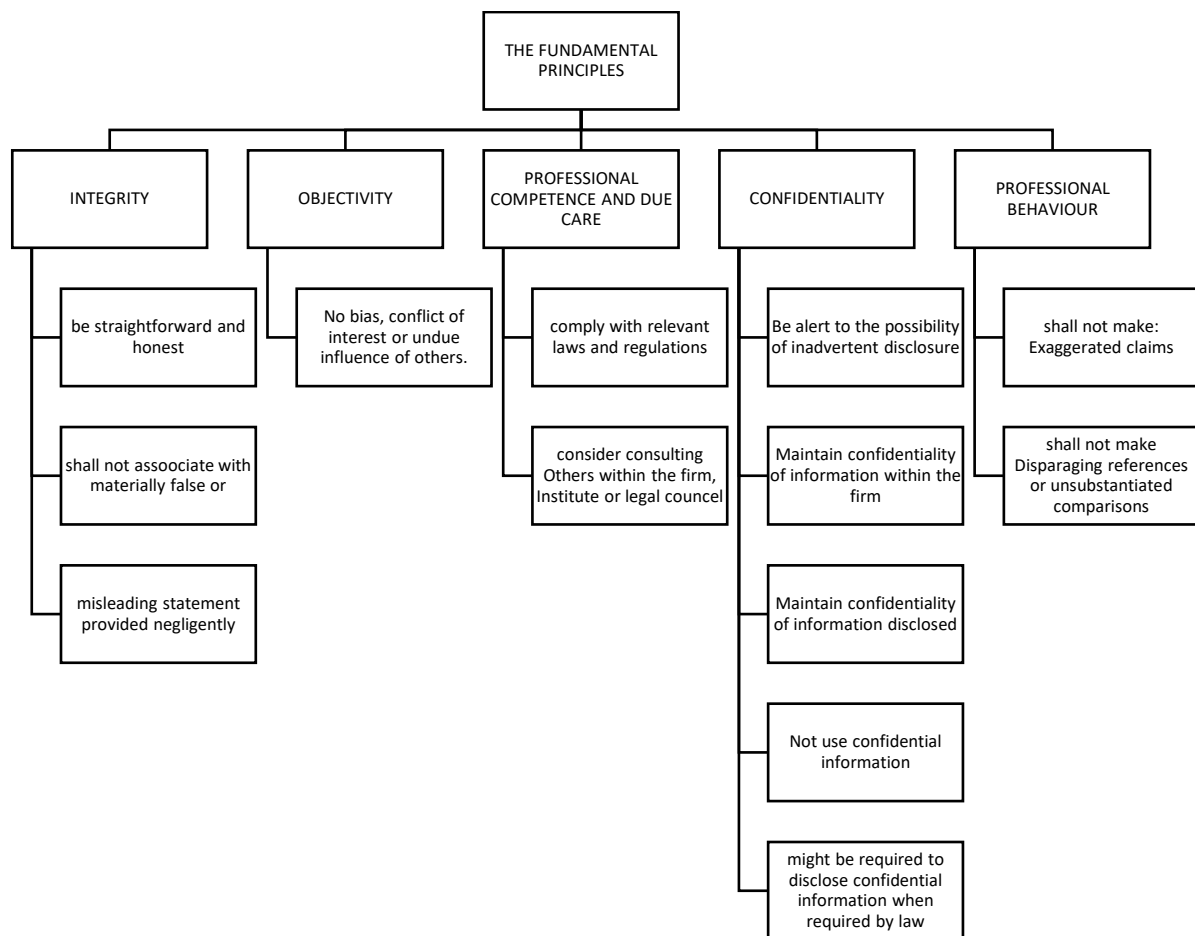 THE FUNDAMENTAL
PRINCIPLES
INTEGRITY
be straightforward and
honest
shall not assoociate with
materially false or
misleading statement
provided negligently
OBJECTIVITY
No bias, conflict of
interest or undue
influence of others.
PROFESSIONAL
COMPETENCE AND DUE
CARE
comply with relevant
laws and regulations
consider consulting
Others within the firm,
Institute or legal councel
CONFIDENTIALITY
Be alert to the possibility
of inadvertent disclosure
Maintain confidentiality
of information within the
firm
Maintain confidentiality
of information disclosed
Not use confidential
information
might be required to
disclose confidential
information when
required by law
PROFESSIONAL
BEHAVIOUR
shall not make:
Exaggerated claims
shall not make
Disparaging references
or unsubstantiated
comparisons